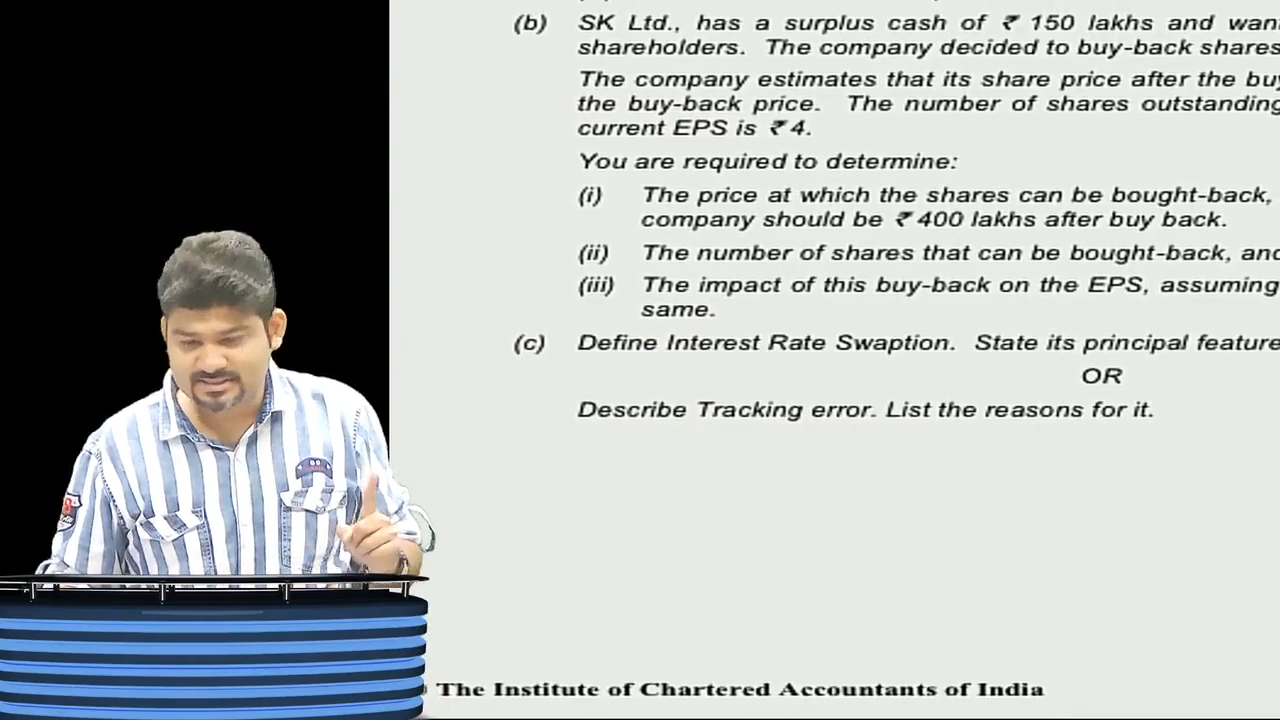 (b) SK Ltd., has a surplus cash of ₹ 150 lakhs and wan
shareholders. The company decided to buy-back shares
The company estimates that its share price after the buy
the buy-back price. The number of shares outstanding
current EPS is ₹ 4.
You are required to determine:
(i) The price at which the shares can be bought-back,
company should be ₹ 400 lakhs after buy back.
(ii) The number of shares that can be bought-back, and
(iii) The impact of this buy-back on the EPS, assuming
same.
(c) Define Interest Rate Swaption. State its principal feature
OR
Describe Tracking error. List the reasons for it.
The Institute of Chartered Accountants of India